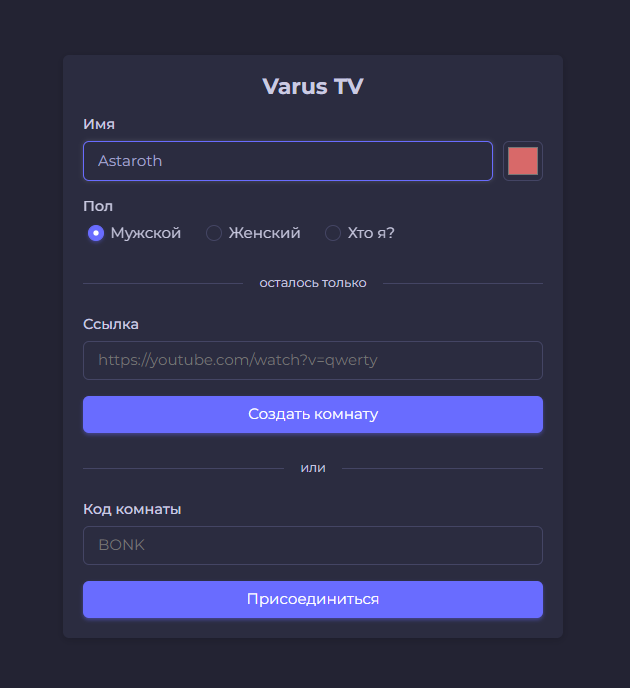 Varus TV
Имя
Astaroth
Пол
Мужской Женский Хто я?
осталось только
Ссылка
https://youtube.com/watch?v=qwerty
Создать комнату
или
Код комнаты
BONK
Присоединиться